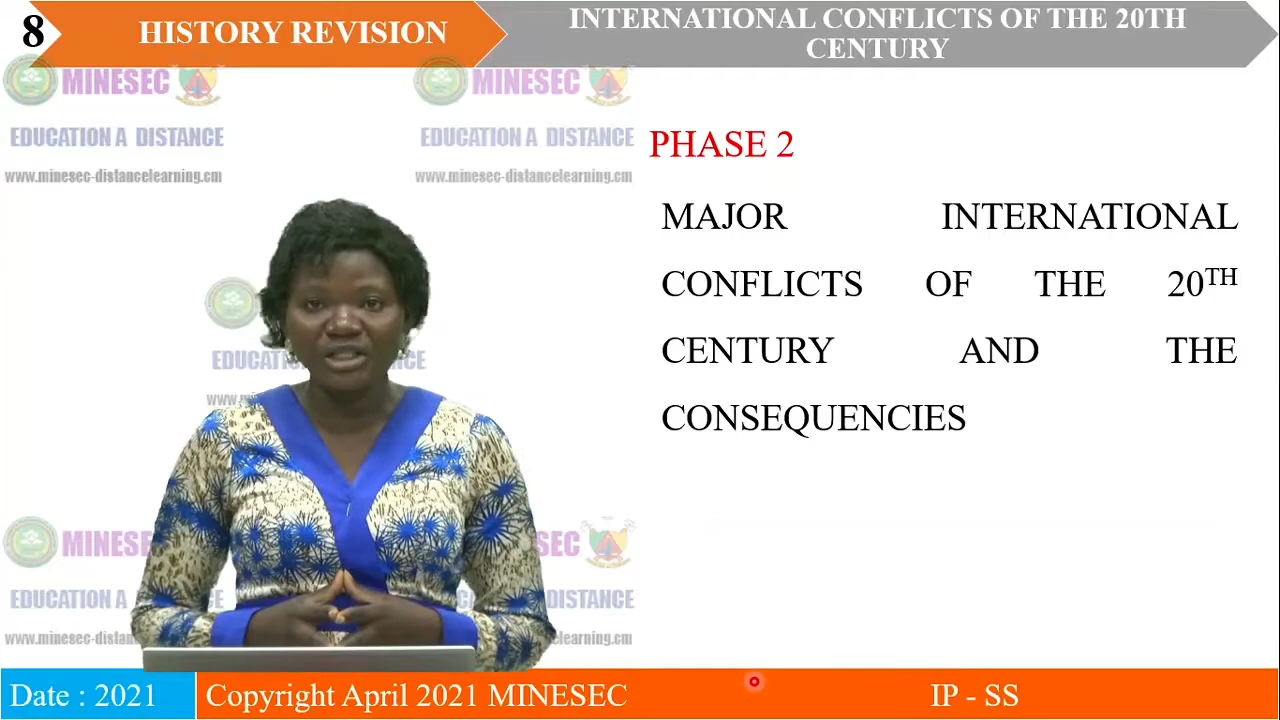 8
HISTORY REVISION
INTERNATIONAL CONFLICTS OF THE 20TH
CENTURY
MINESEC
EDUCATION A DISTANCE
www.minesec-distancelearning.cm
MINESEC
EDUCATION A DISTANCE
www.minesec-distancelearning.cm
PHASE 2
MAJOR INTERNATIONAL
CONFLICTS OF THE 20TH
CENTURY AND THE
CONSEQUENCIES
Date : 2021
Copyright April 2021 MINESEC
IP - SS